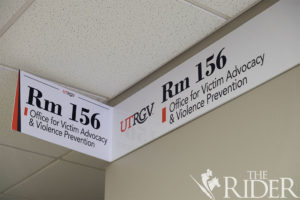 UTRGV
Rm 156
Office for Victim Advocacy
& Violence Prevention
UTRGV
Rm 156
Office for Victim Advocacy
& Violence Prevention
THE
RIDER